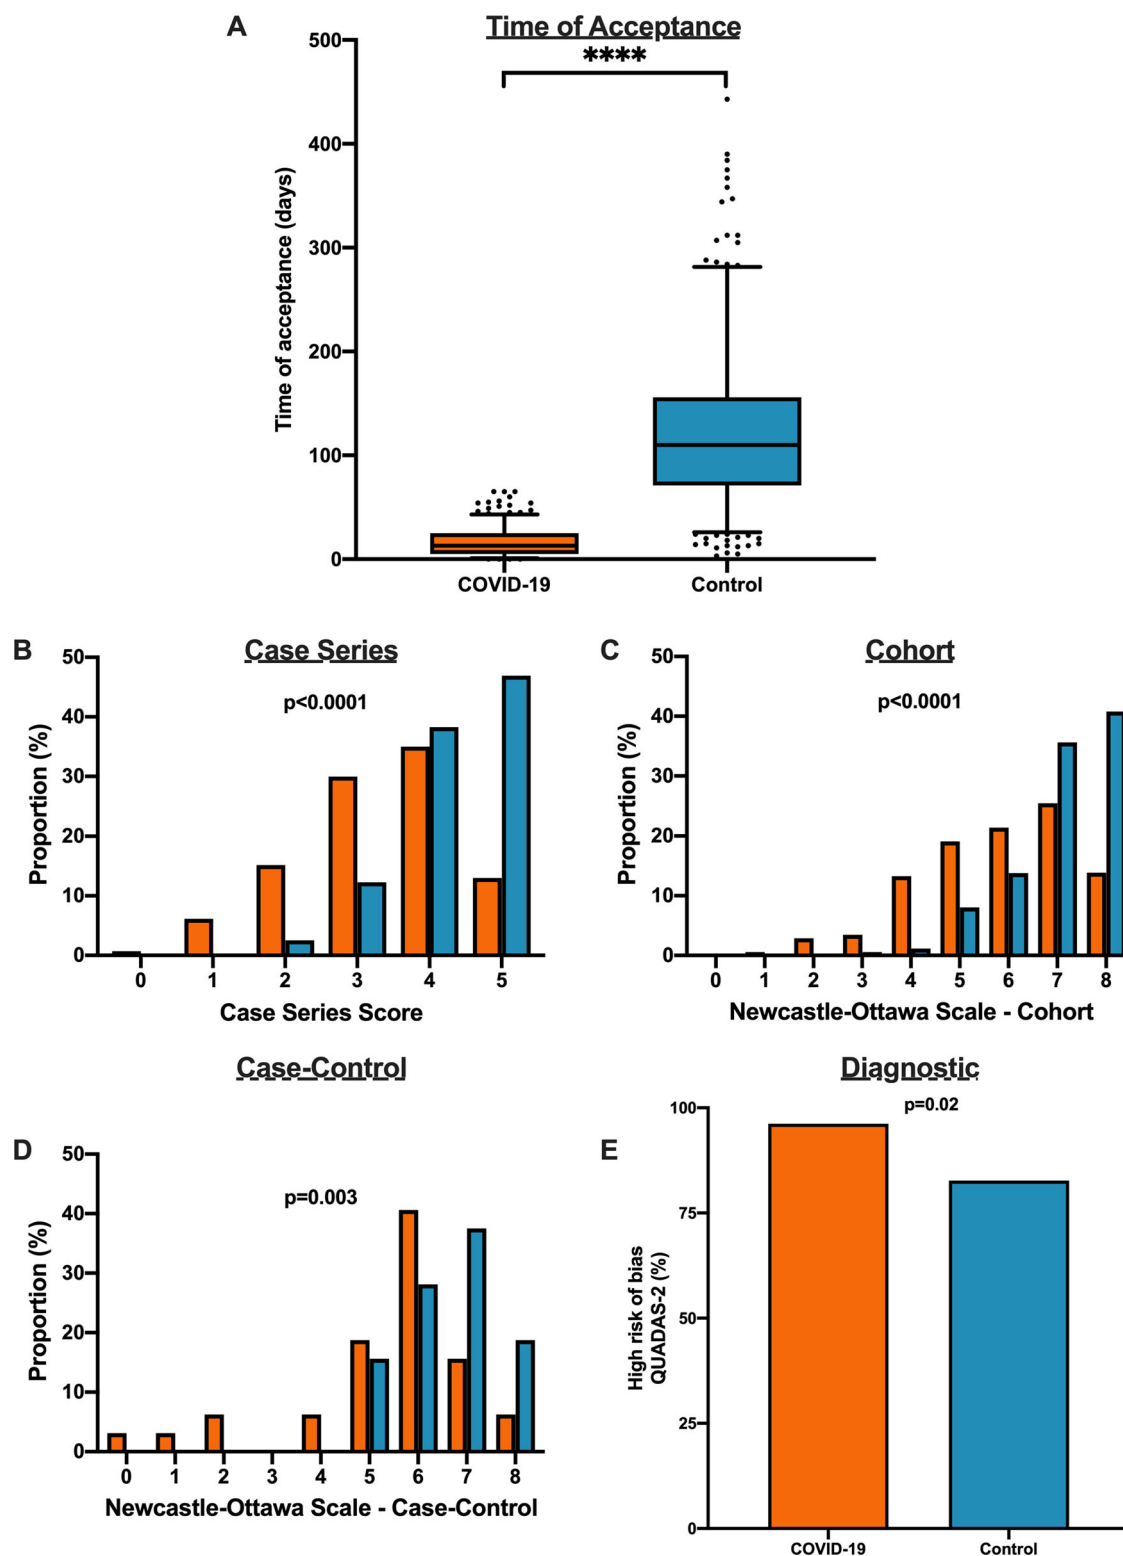 A
Time of Acceptance
****
Time of acceptance (days)
500
400
300
200
100
0
COVID-19
Control
B
Case Series
p<0.0001
Proportion (%)
50
40
30
20
10
0
0 1 2 3 4 5
Case Series Score
C
Cohort
p<0.0001
Proportion (%)
50
40
30
20
10
0
0 1 2 3 4 5 6 7 8
Newcastle-Ottawa Scale - Cohort
D
Case-Control
p=0.003
Proportion (%)
50
40
30
20
10
0
0 1 2 3 4 5 6 7 8
Newcastle-Ottawa Scale - Case-Control
E
Diagnostic
p=0.02
High risk of bias
QUADAS-2 (%)
100
75
50
25
0
COVID-19
Control